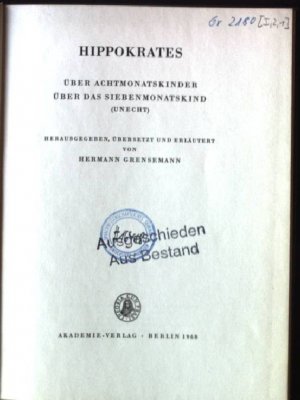 Gr 2180 [I,2,1]
HIPPOKRATES
ÜBER ACHTMONATSKINDER
ÜBER DAS SIEBENMONATSKIND
(UNECHT)
HERAUSGEGEBEN, ÜBERSETZT UND ERLÄUTERT
VON
HERMANN GRENSEMANN
Ausgeschieden
Aus Bestand
AKADEMIE-VERLAG · BERLIN 1968